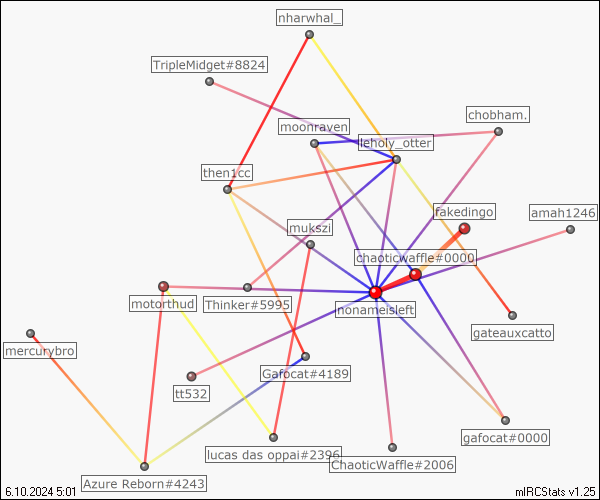 nharwhal_
TripleMidget#8824
chobham.
moonraven
leholy_otter
then1cc
fakedingo
amah1246
mukszi
chaoticwaffle#0000
motorthud
Thinker#5995
nonameisleft
gateauxcatto
mercurybro
Gafocat#4189
tt532
gafocat#0000
lucas das oppai#2396
ChaoticWaffle#2006
Azure Reborn#4243
6.10.2024 5:01
mIRCStats v1.25